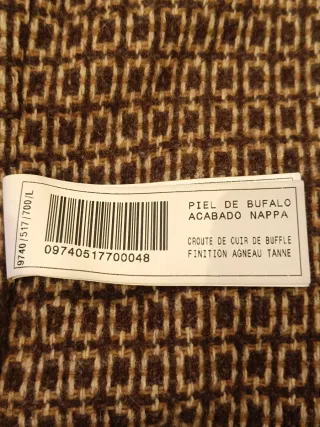 9740/517/700/L
09740517700048
PIEL DE BUFALO
ACABADO NAPPA
CROUTE DE CUIR DE BUFFLE
FINITION AGNEAU TANNE